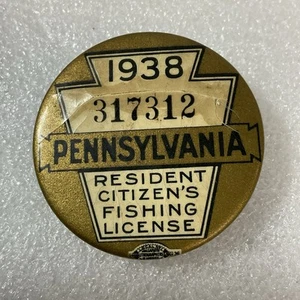 1938
317312
PENNSYLVANIA
RESIDENT
CITIZEN'S
FISHING
LICENSE